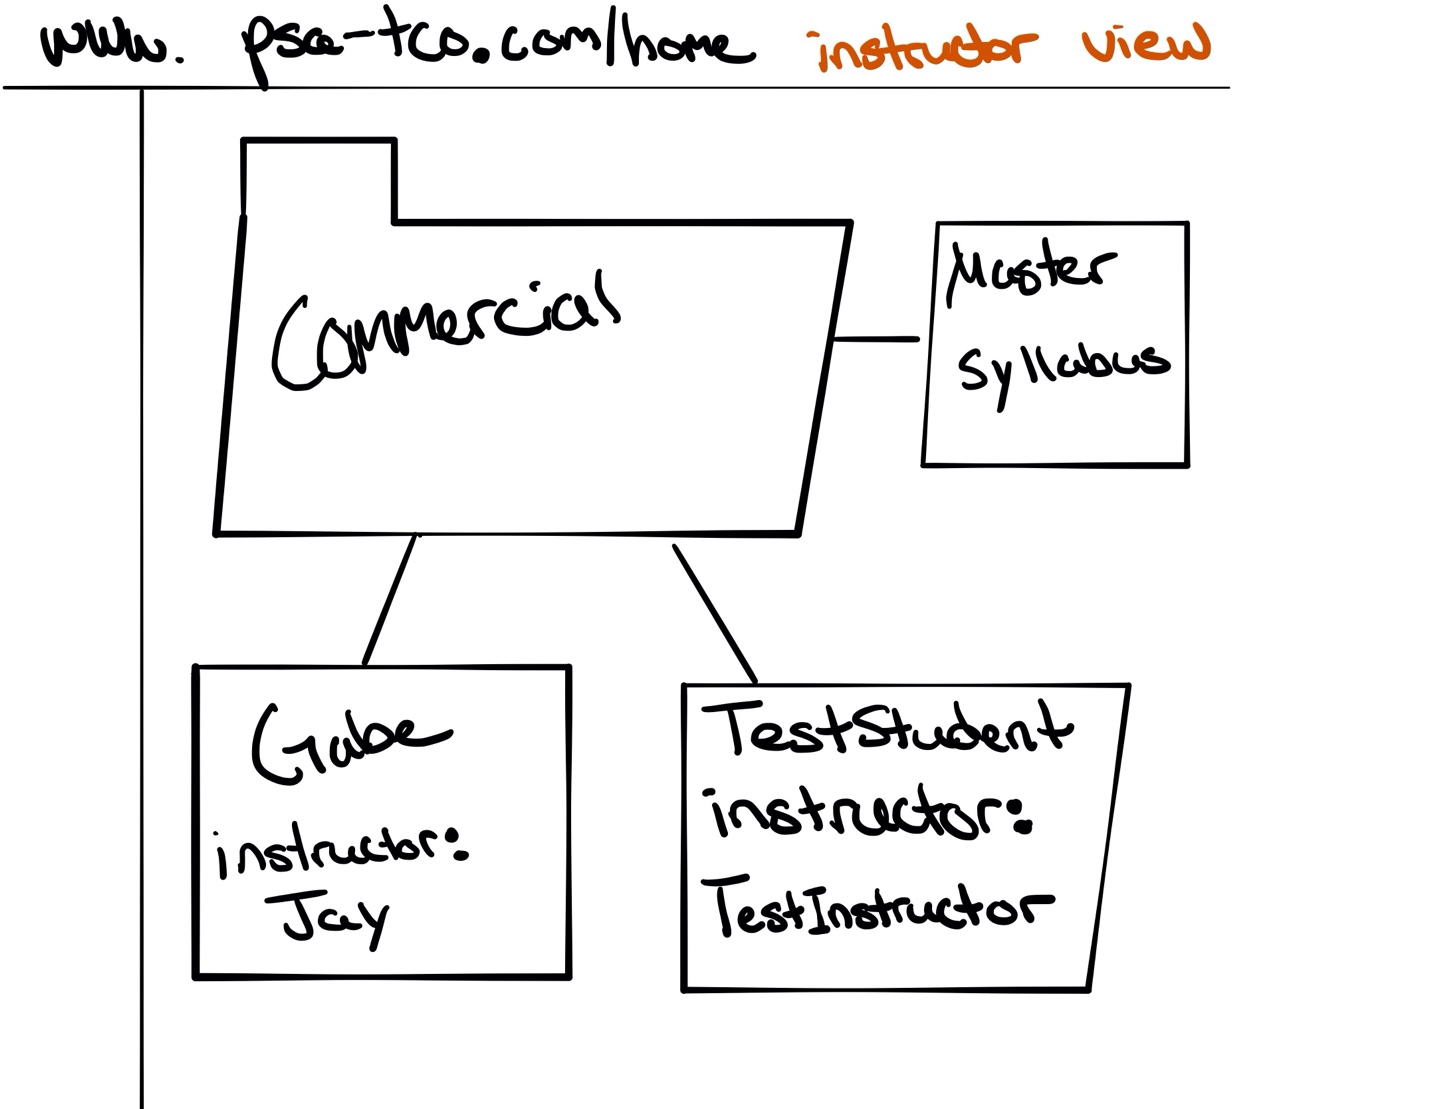 www. psa-tco.com/home instructor view
Commercial
Master
Syllabus
Gabe
instructor:
Jay
TestStudent
instructor:
TestInstructor